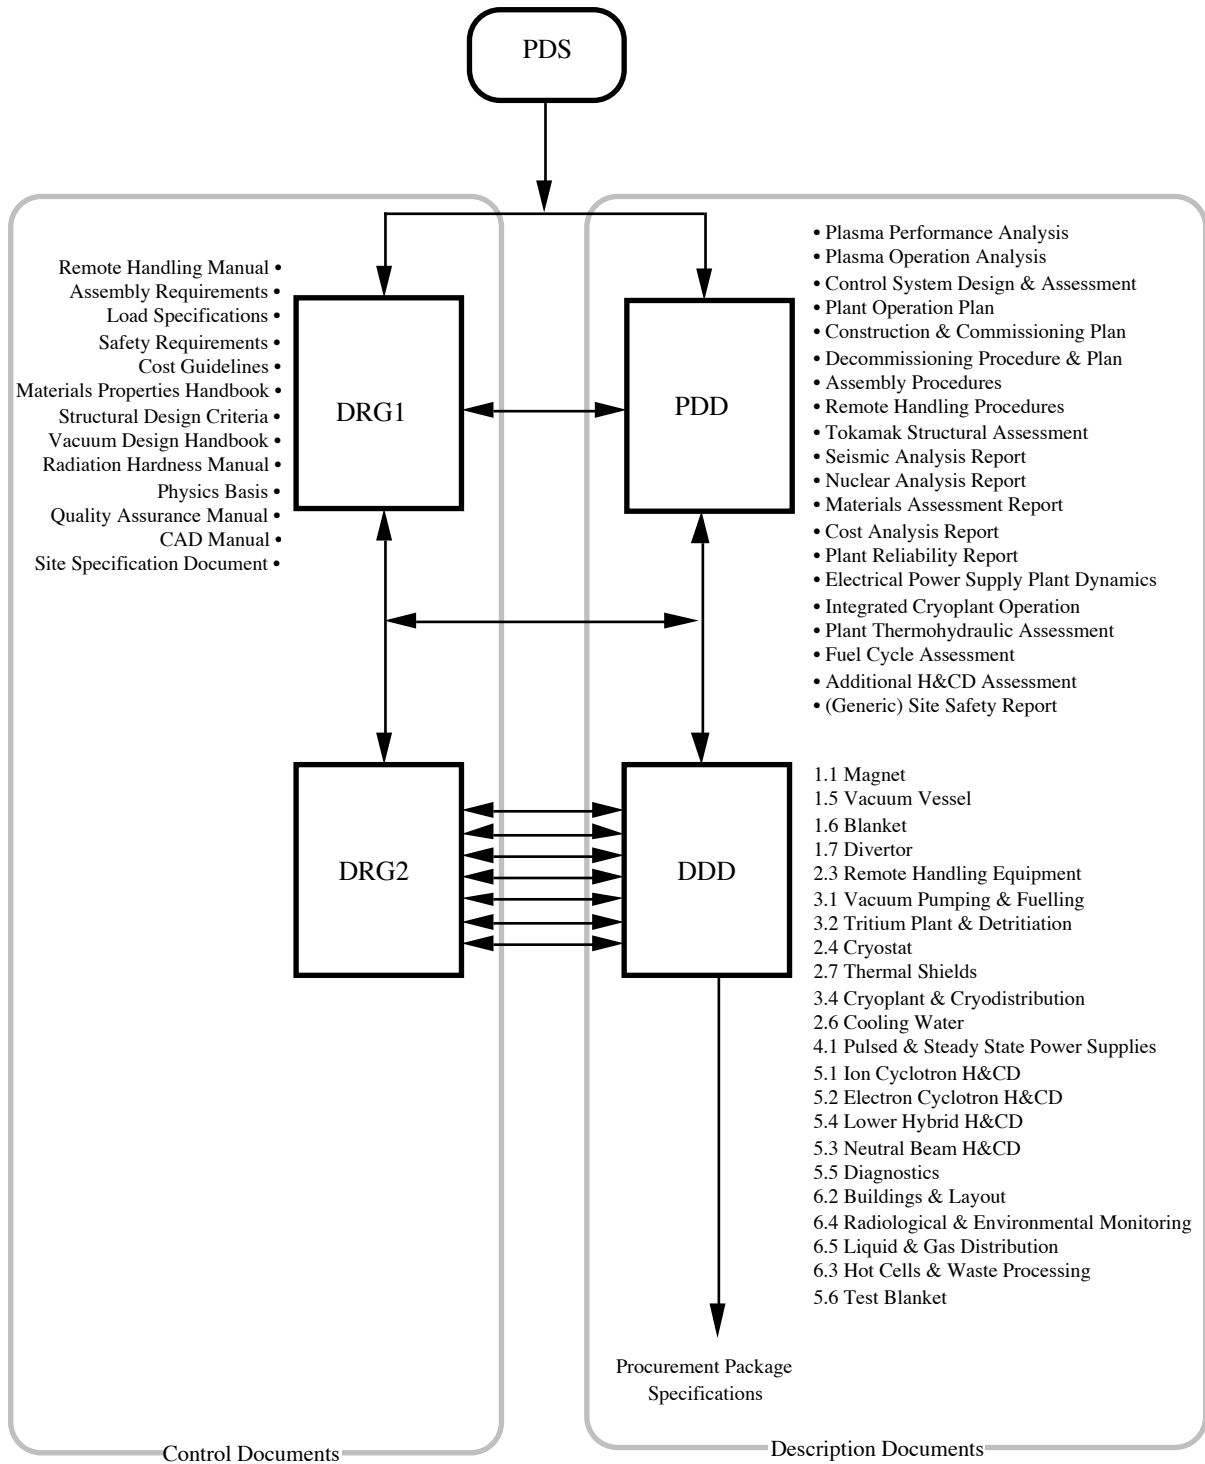 PDS
Remote Handling Manual •
Assembly Requirements •
Load Specifications •
Safety Requirements •
Cost Guidelines •
Materials Properties Handbook •
Structural Design Criteria •
Vacuum Design Handbook •
Radiation Hardness Manual •
Physics Basis •
Quality Assurance Manual •
CAD Manual •
Site Specification Document •
DRG1
PDD
• Plasma Performance Analysis
• Plasma Operation Analysis
• Control System Design & Assessment
• Plant Operation Plan
• Construction & Commissioning Plan
• Decommissioning Procedure & Plan
• Assembly Procedures
• Remote Handling Procedures
• Tokamak Structural Assessment
• Seismic Analysis Report
• Nuclear Analysis Report
• Materials Assessment Report
• Cost Analysis Report
• Plant Reliability Report
• Electrical Power Supply Plant Dynamics
• Integrated Cryoplant Operation
• Plant Thermohydraulic Assessment
• Fuel Cycle Assessment
• Additional H&CD Assessment
• (Generic) Site Safety Report
DRG2
DDD
1.1 Magnet
1.5 Vacuum Vessel
1.6 Blanket
1.7 Divertor
2.3 Remote Handling Equipment
3.1 Vacuum Pumping & Fuelling
3.2 Tritium Plant & Detritiation
2.4 Cryostat
2.7 Thermal Shields
3.4 Cryoplant & Cryodistribution
2.6 Cooling Water
4.1 Pulsed & Steady State Power Supplies
5.1 Ion Cyclotron H&CD
5.2 Electron Cyclotron H&CD
5.4 Lower Hybrid H&CD
5.3 Neutral Beam H&CD
5.5 Diagnostics
6.2 Buildings & Layout
6.4 Radiological & Environmental Monitoring
6.5 Liquid & Gas Distribution
6.3 Hot Cells & Waste Processing
5.6 Test Blanket
Procurement Package
Specifications
Control Documents
Description Documents